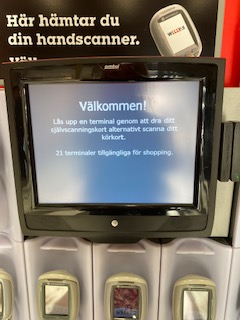 Här hämtar du
din handscanner.
symbol
Välkommen!
Lås upp en terminal genom att dra ditt
självscanningskort alternativt scanna ditt
körkort.
21 terminaler tillgängliga för shopping.